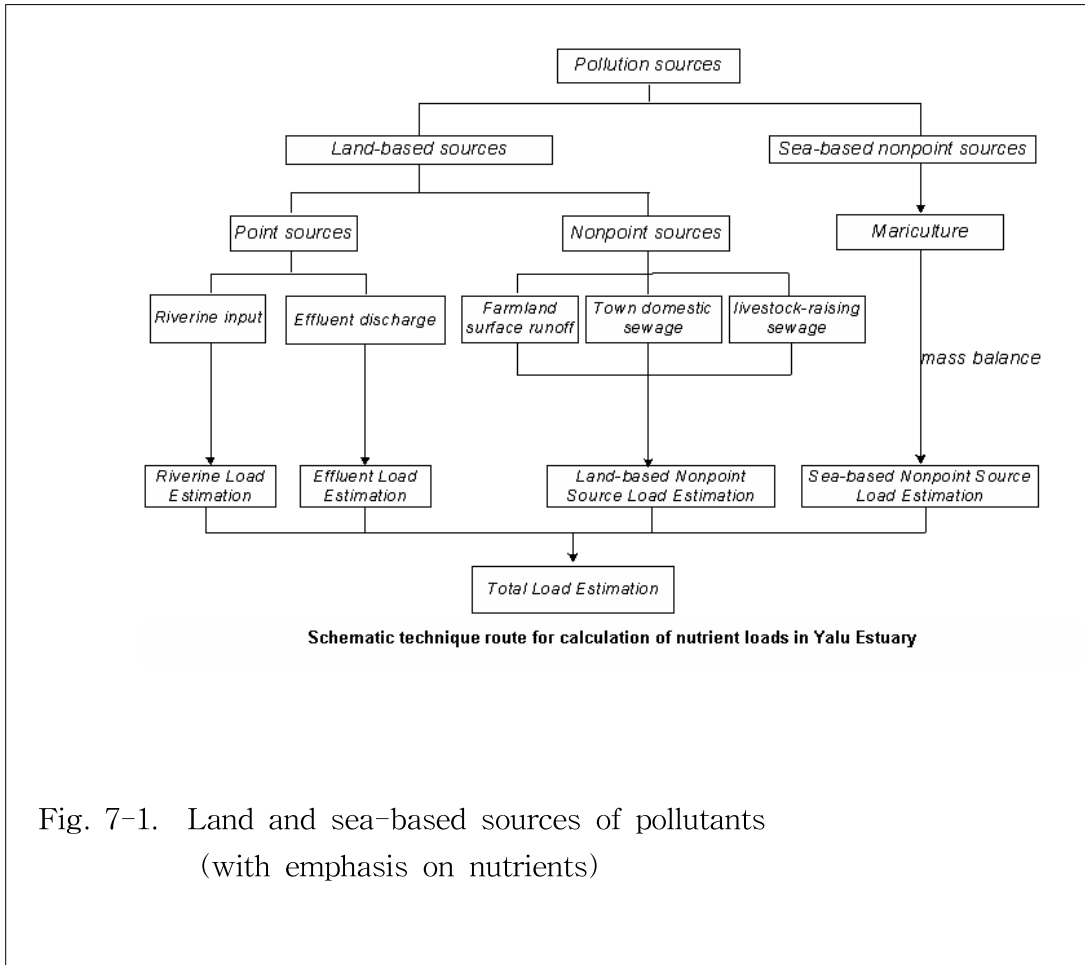 Pollution sources
Land-based sources
Sea-based nonpoint sources
Point sources
Nonpoint sources
Mariculture
Riverine input
Effluent discharge
Farmland
surface runoff
Town domestic
sewage
livestock-raising
sewage
mass balance
Riverine Load
Estimation
Effluent Load
Estimation
Land-based Nonpoint
Source Load Estimation
Sea-based Nonpoint Source
Load Estimation
Total Load Estimation
Schematic technique route for calculation of nutrient loads in Yalu Estuary
Fig. 7-1. Land and sea-based sources of pollutants
(with emphasis on nutrients)